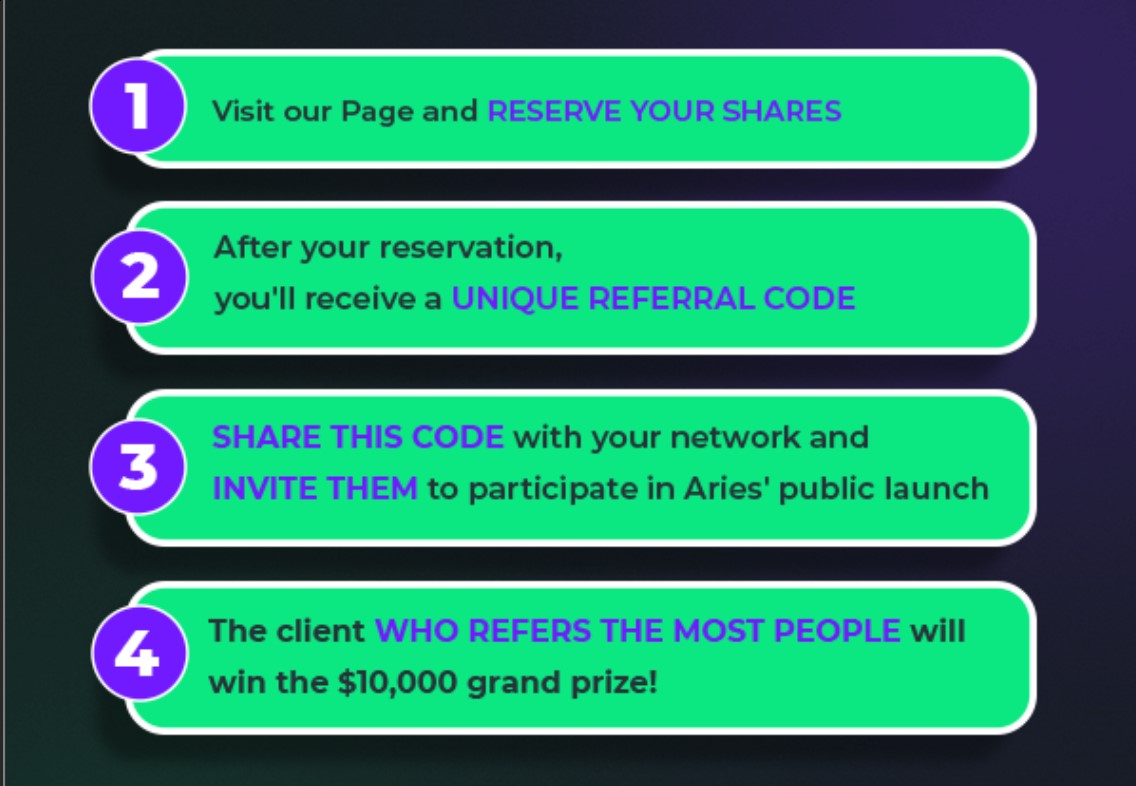 1
Visit our Page and RESERVE YOUR SHARES
2
After your reservation,
you'll receive a UNIQUE REFERRAL CODE
3
SHARE THIS CODE with your network and
INVITE THEM to participate in Aries' public launch
4
The client WHO REFERS THE MOST PEOPLE will
win the $10,000 grand prize!